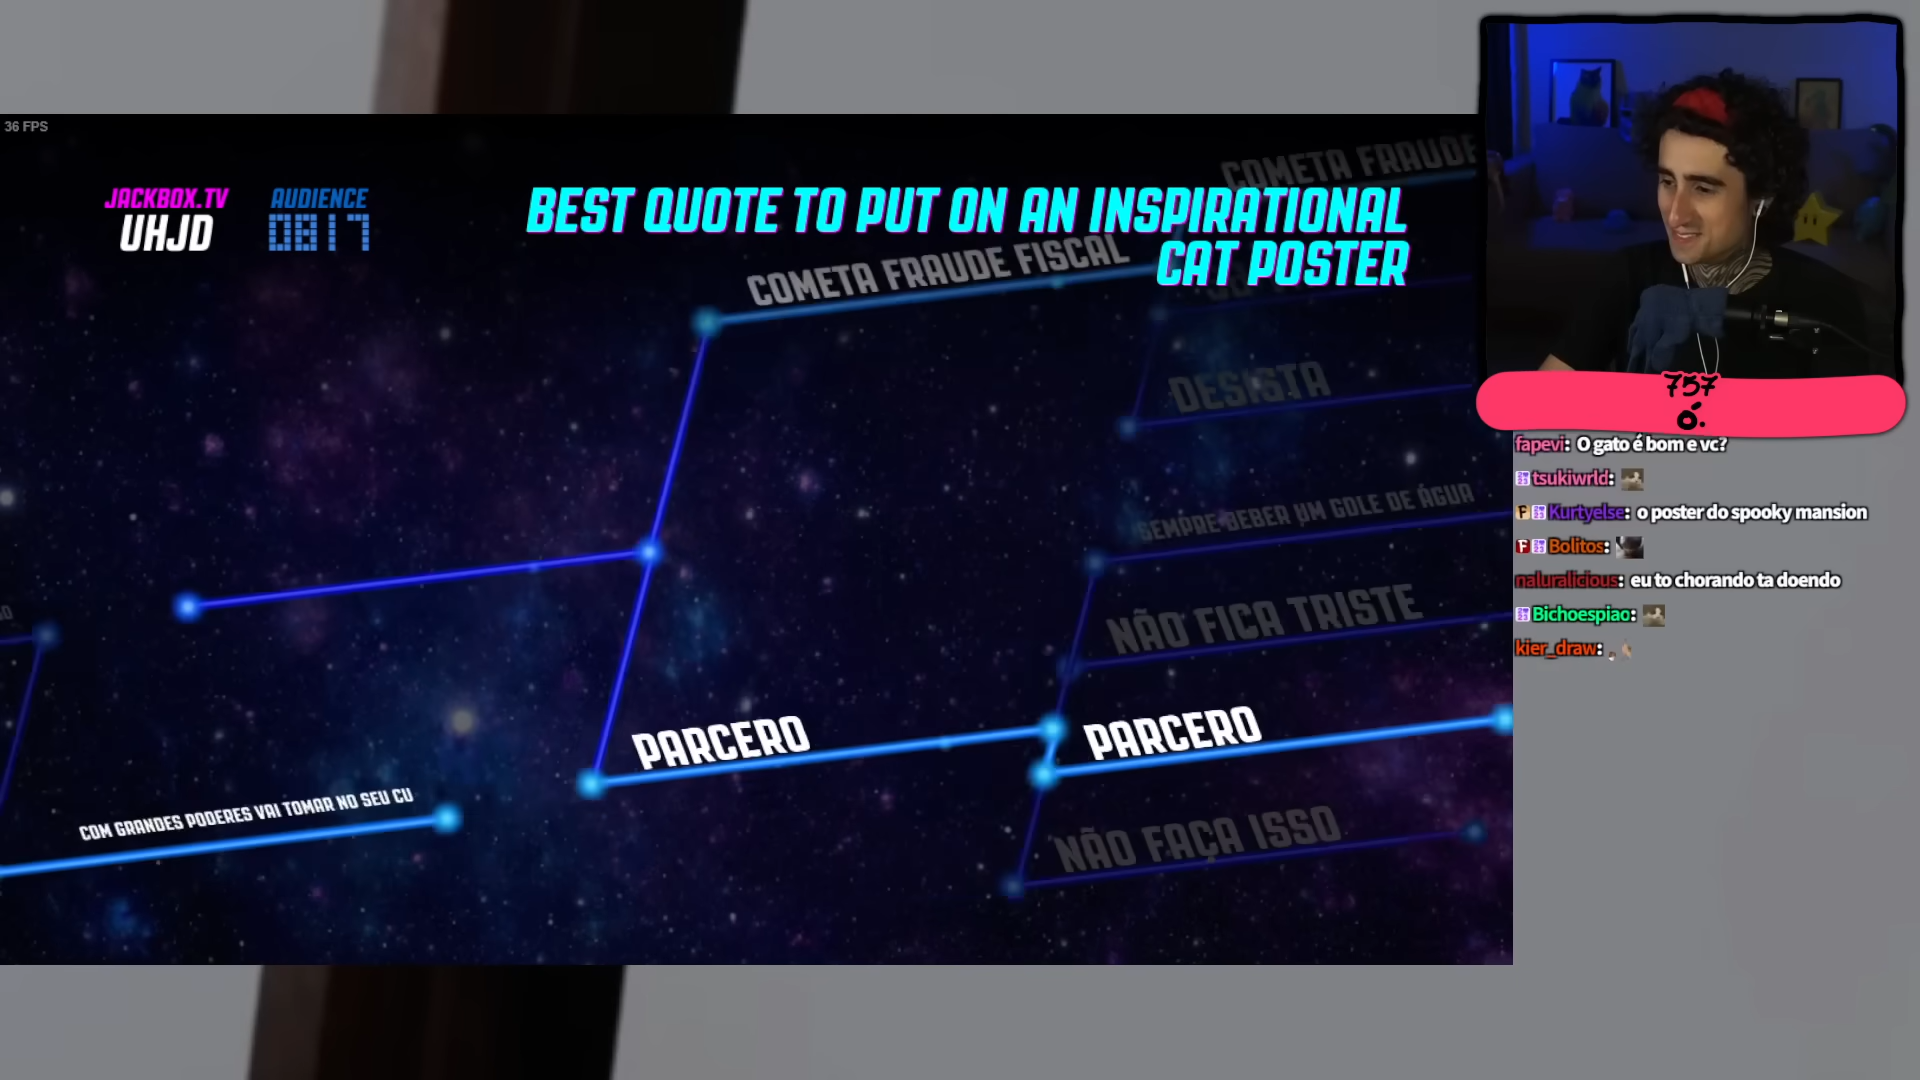 36 FPS
JACKBOX.TV
UHJD
AUDIENCE
0817
BEST QUOTE TO PUT ON AN INSPIRATIONAL
CAT POSTER
COMETA FRAUDE
COMETA FRAUDE FISCAL
DESISTA
SEMPRE BEBER UM GOLE DE ÁGUA
NÃO FICA TRISTE
PARCERO
PARCERO
NÃO FAÇA ISSO
COM GRANDES PODERES VAI TOMAR NO SEU CU
757
ó.
fapevi: O gato é bom e vc?
tsukiwrld:
Kurtyelse: o poster do spooky mansion
Bolitos:
naluralicious: eu to chorando ta doendo
Bichoespiao:
kier_draw: